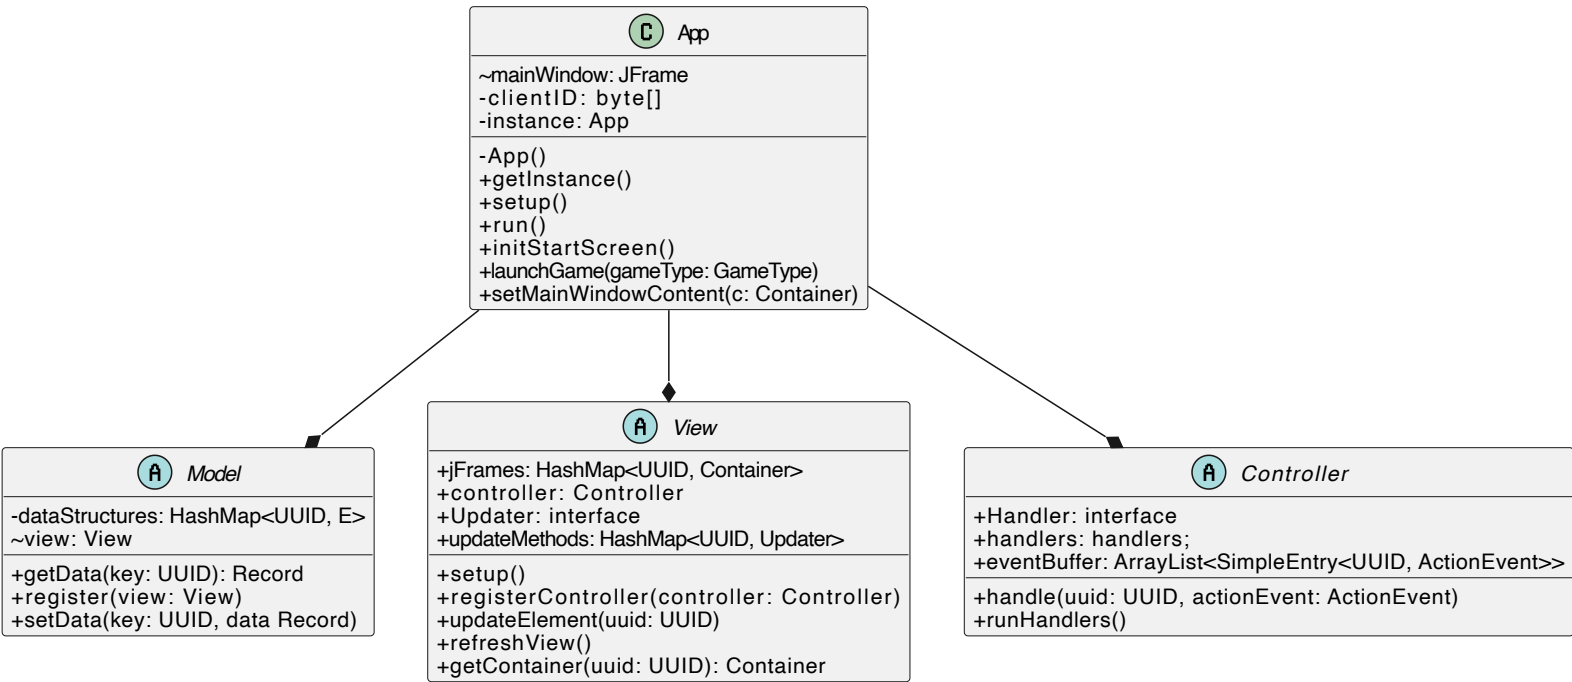 C App
~mainWindow: JFrame
-clientID: byte[]
-instance: App
-App()
+getInstance()
+setup()
+run()
+initStartScreen()
+launchGame(gameType: GameType)
+setMainWindowContent(c: Container)
A Model
-dataStructures: HashMap<UUID, E>
~view: View
+getData(key: UUID): Record
+register(view: View)
+setData(key: UUID, data Record)
A View
+jFrames: HashMap<UUID, Container>
+controller: Controller
+Updater: interface
+updateMethods: HashMap<UUID, Updater>
+setup()
+registerController(controller: Controller)
+updateElement(uuid: UUID)
+refreshView()
+getContainer(uuid: UUID): Container
A Controller
+Handler: interface
+handlers: handlers;
+eventBuffer: ArrayList<SimpleEntry<UUID, ActionEvent>>
+handle(uuid: UUID, actionEvent: ActionEvent)
+runHandlers()